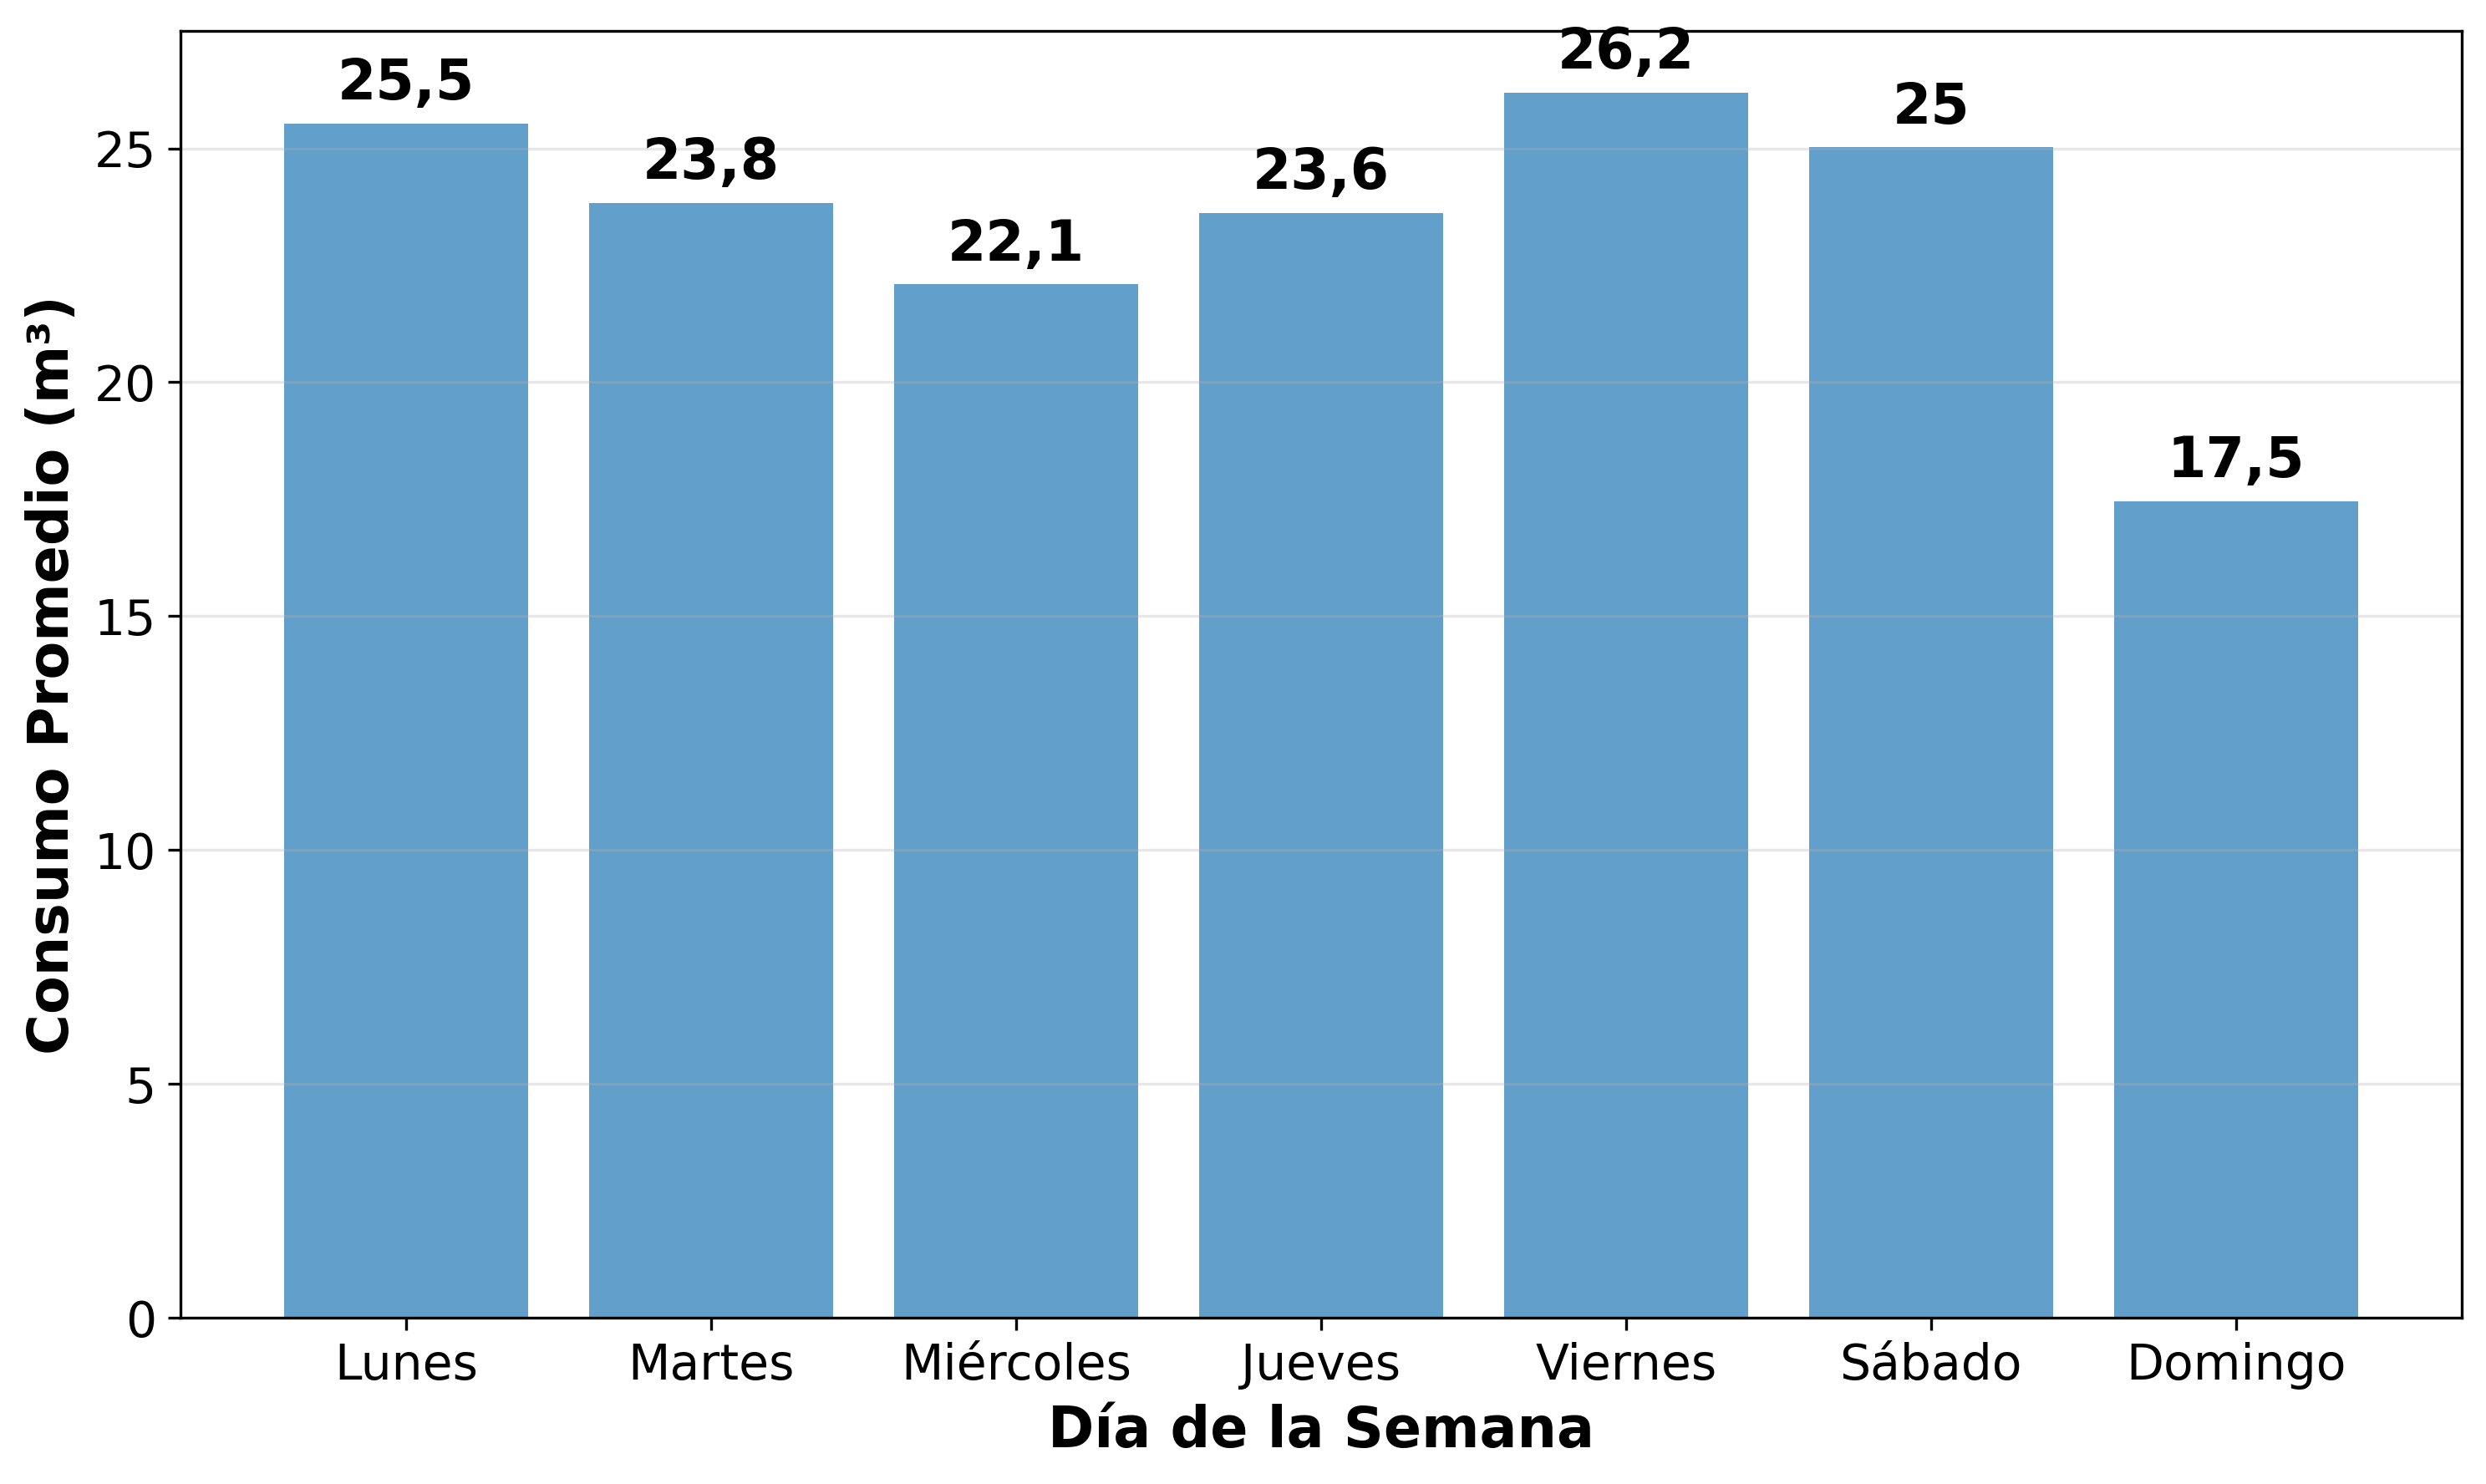 25,5
23,8
22,1
23,6
26,2
25
17,5
Consumo Promedio (m³)
25
20
15
10
5
0
Lunes
Martes
Miércoles
Jueves
Viernes
Sábado
Domingo
Día de la Semana